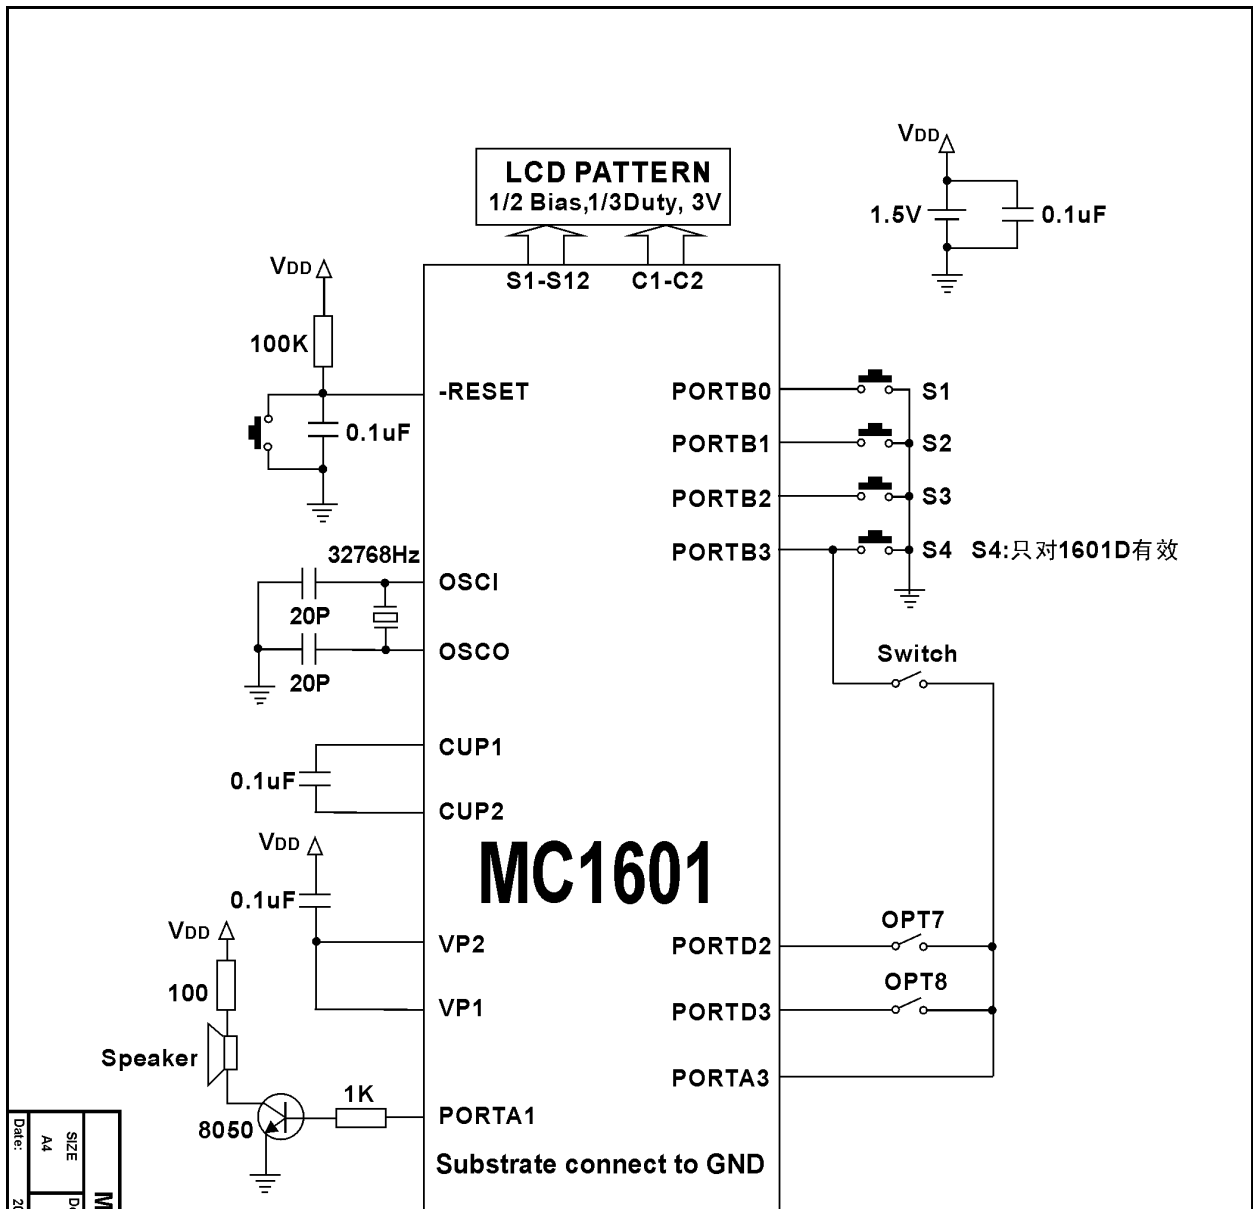 LCD PATTERN
1/2 Bias,1/3Duty, 3V
VDD
1.5V
0.1uF
S1-S12
C1-C2
VDD
100K
-RESET
0.1uF
PORTB0
S1
PORTB1
S2
PORTB2
S3
PORTB3
S4
S4:只对1601D有效
32768Hz
OSCI
20P
OSCO
20P
Switch
CUP1
0.1uF
CUP2
VDD
MC1601
0.1uF
VDD
VP2
PORTD2
OPT7
100
VP1
PORTD3
OPT8
Speaker
PORTA3
1K
8050
PORTA1
Substrate connect to GND
SIZE
A4
Date: